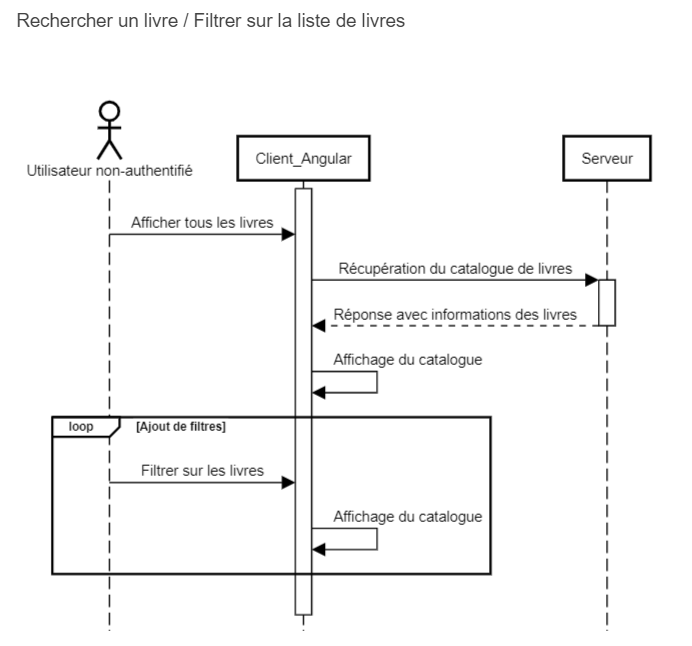 Rechercher un livre / Filtrer sur la liste de livres
Utilisateur non-authentifié
Client_Angular
Serveur
Afficher tous les livres
Récupération du catalogue de livres
Réponse avec informations des livres
Affichage du catalogue
loop
[Ajout de filtres]
Filtrer sur les livres
Affichage du catalogue